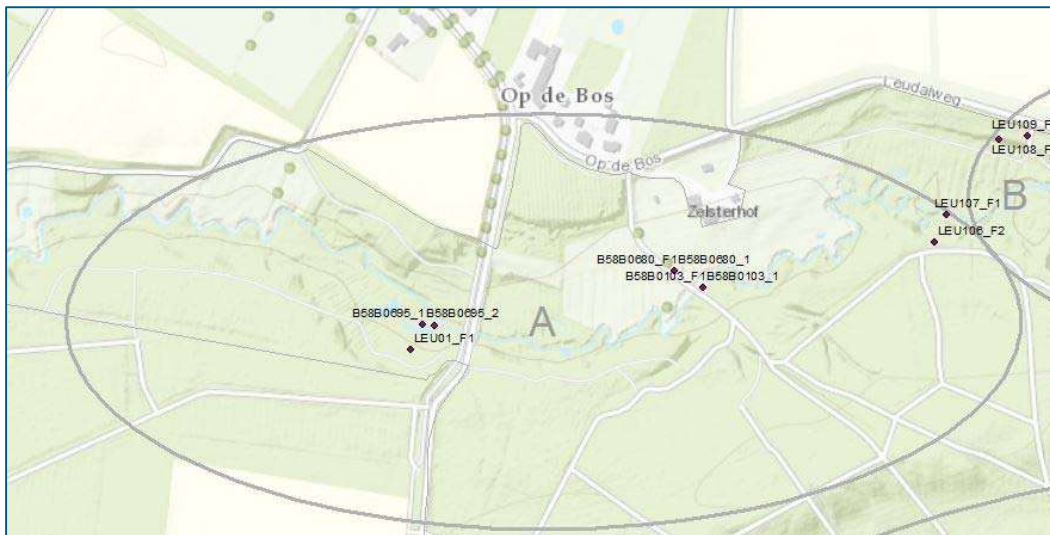 Leudalweg
Op de Bos
LEU109_F
LEU108_F
Op de Bos
B
Zelsterhof
LEU107_F1
LEU106_F2
B58B0680_F1B58B0680_1
B58B0103_F1B58B0103_1
B58B0695_1B58B0695_2
A
LEU01_F1